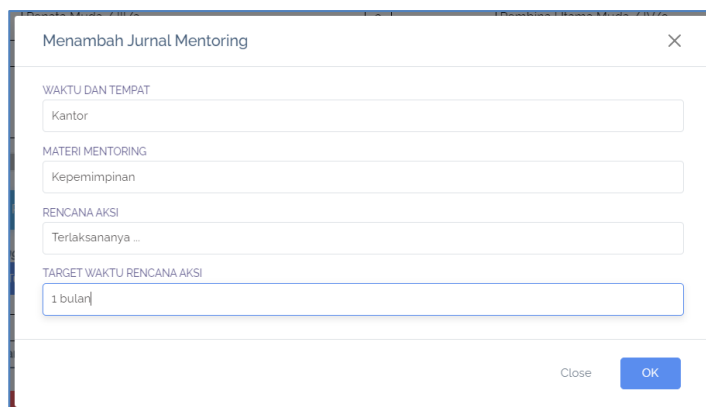 Menambah Jurnal Mentoring
WAKTU DAN TEMPAT
Kantor
MATERI MENTORING
Kepemimpinan
RENCANA AKSI
Terlaksananya ...
TARGET WAKTU RENCANA AKSI
1 bulan
Close
OK